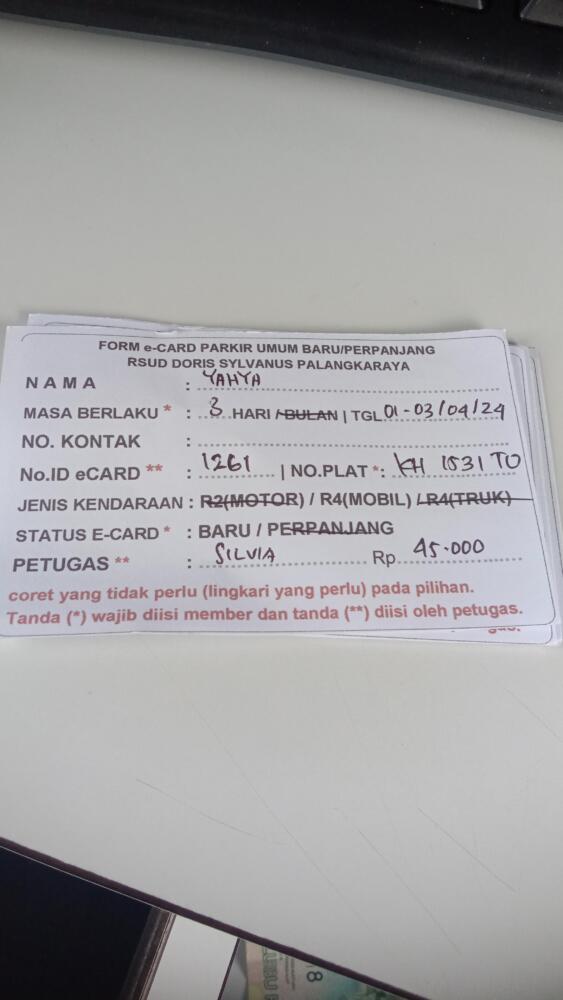 FORM e-CARD PARKIR UMUM BARU/PERPANJANG
RSUD DORIS SYLVANUS PALANGKARAYA
NAMA : YAHYA
MASA BERLAKU * : 3 HARI / BULAN | TGL 01-03/04/24
NO. KONTAK :
No.ID eCARD ** : 1261 | NO.PLAT *: KH 1531 TO
JENIS KENDARAAN : R2(MOTOR) / R4(MOBIL) / R4(TRUK)
STATUS E-CARD * : BARU / PERPANJANG
PETUGAS ** : SILVIA Rp. 45.000
coret yang tidak perlu (lingkari yang perlu) pada pilihan.
Tanda (*) wajib diisi member dan tanda (**) diisi oleh petugas.
8